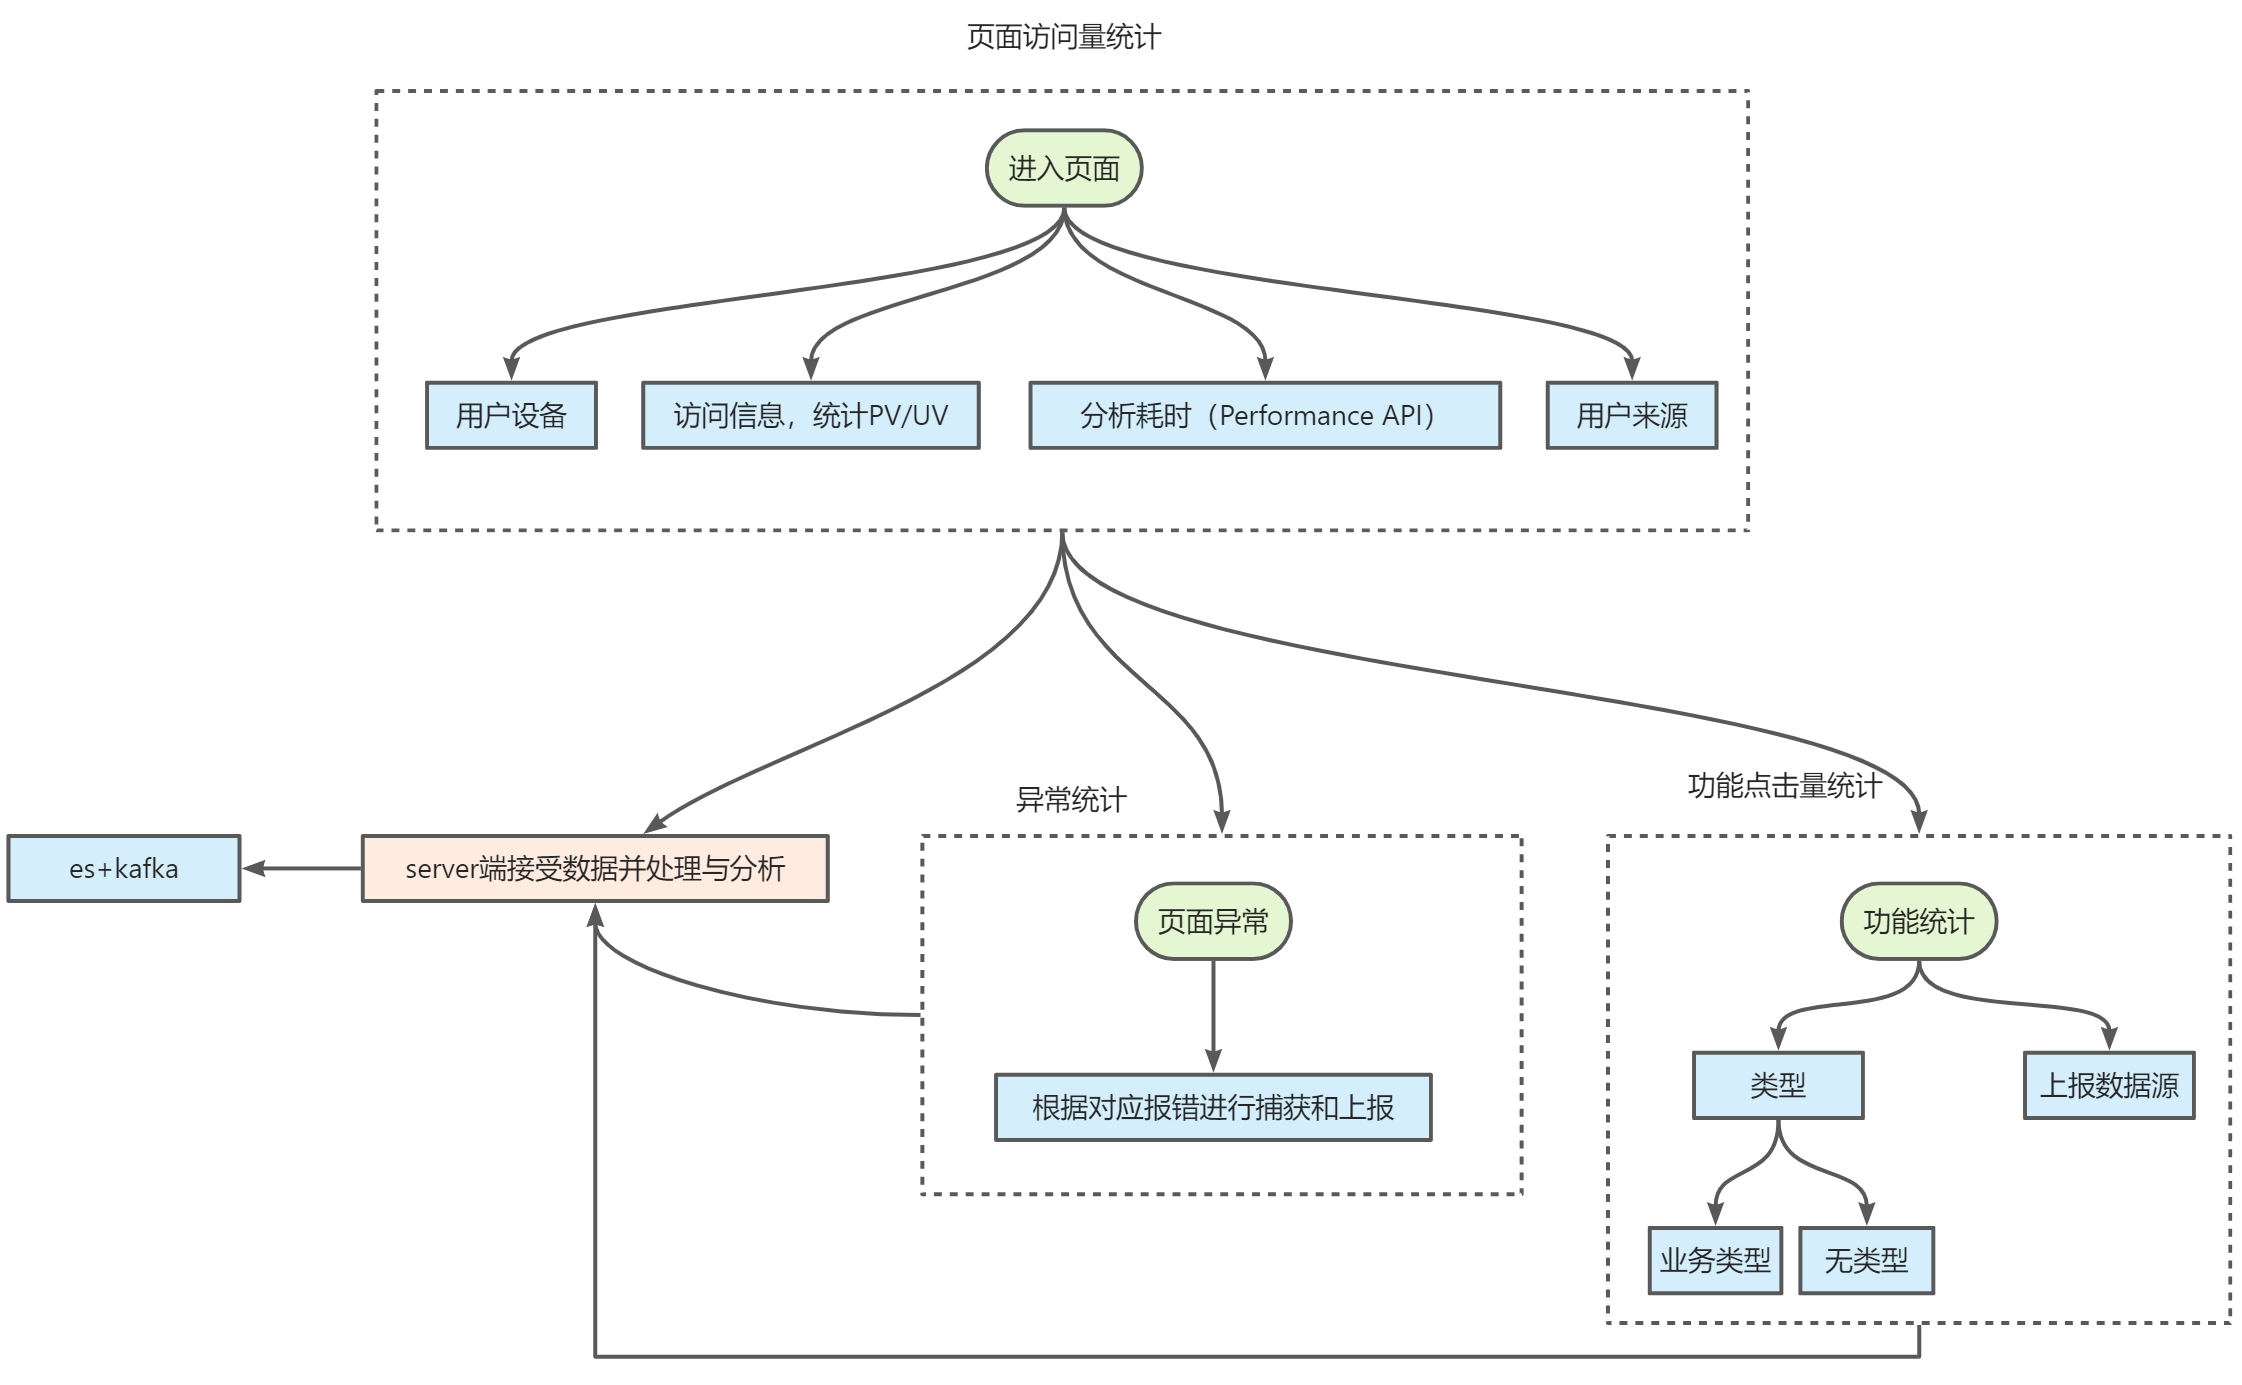 页面访问量统计
进入页面
用户设备
访问信息，统计PV/UV
分析耗时（Performance API）
用户来源
异常统计
功能点击量统计
es+kafka
server端接受数据并处理与分析
页面异常
功能统计
类型
上报数据源
根据对应报错进行捕获和上报
业务类型
无类型